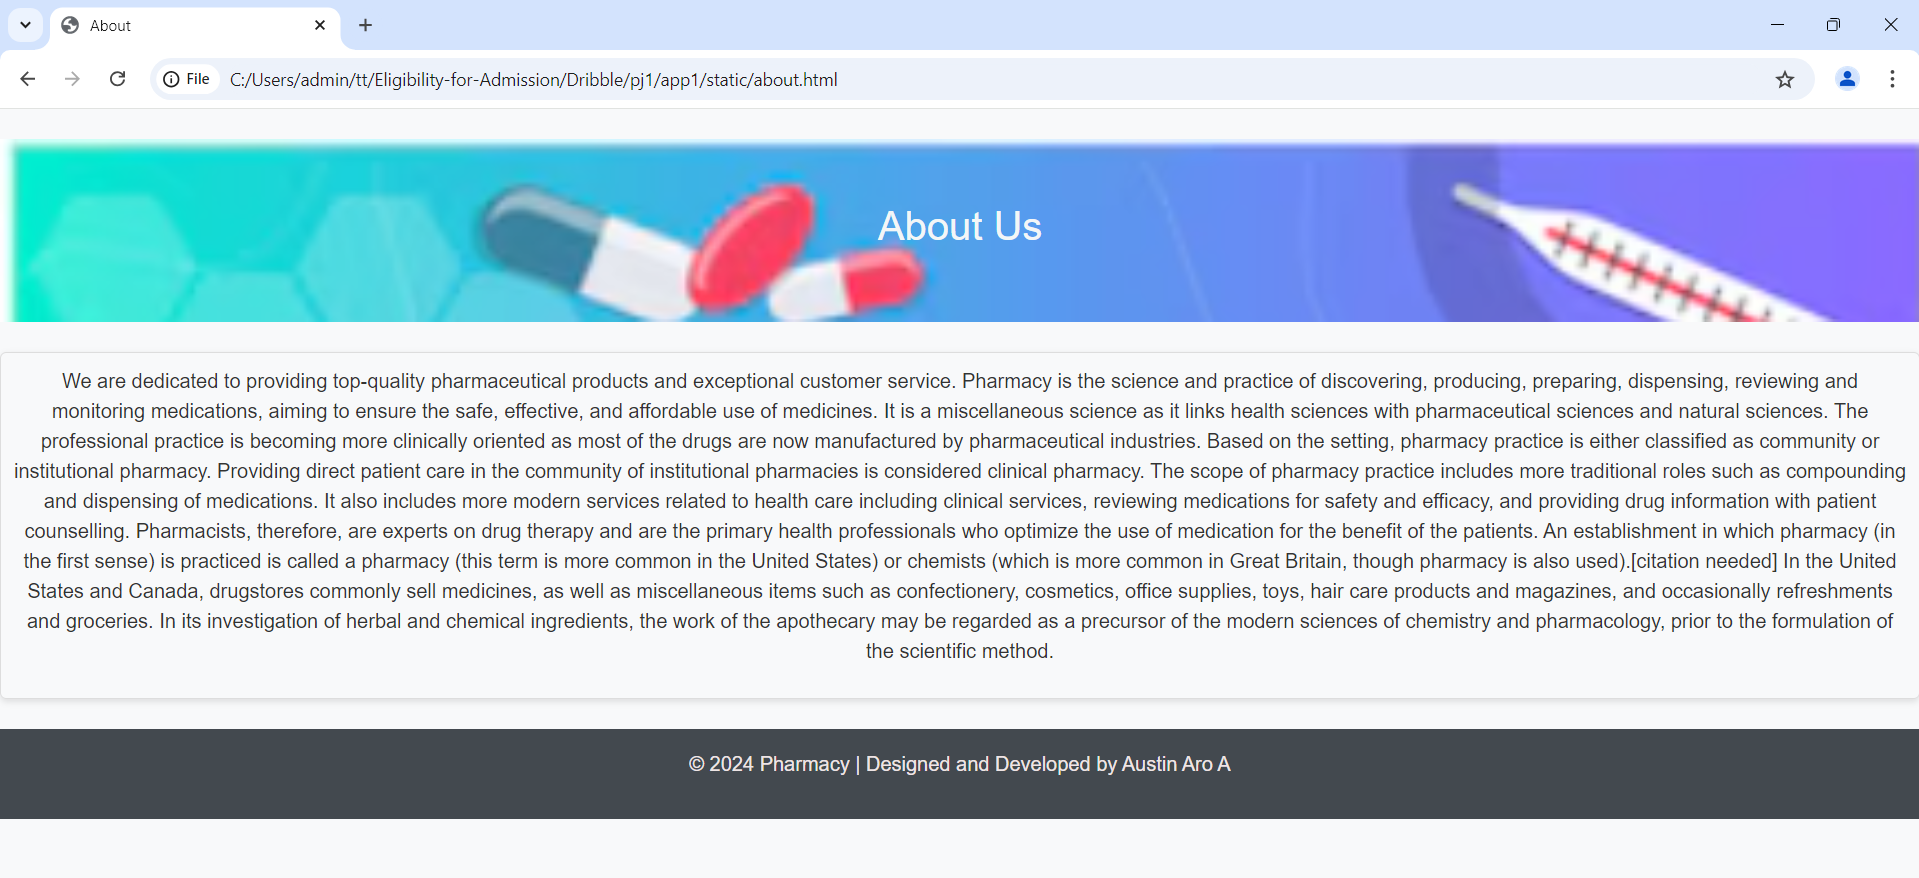 About
File
C:/Users/admin/tt/Eligibility-for-Admission/Dribble/pj1/app1/static/about.html
About Us
We are dedicated to providing top-quality pharmaceutical products and exceptional customer service. Pharmacy is the science and practice of discovering, producing, preparing, dispensing, reviewing and
monitoring medications, aiming to ensure the safe, effective, and affordable use of medicines. It is a miscellaneous science as it links health sciences with pharmaceutical sciences and natural sciences. The
professional practice is becoming more clinically oriented as most of the drugs are now manufactured by pharmaceutical industries. Based on the setting, pharmacy practice is either classified as community or
institutional pharmacy. Providing direct patient care in the community of institutional pharmacies is considered clinical pharmacy. The scope of pharmacy practice includes more traditional roles such as compounding
and dispensing of medications. It also includes more modern services related to health care including clinical services, reviewing medications for safety and efficacy, and providing drug information with patient
counselling. Pharmacists, therefore, are experts on drug therapy and are the primary health professionals who optimize the use of medication for the benefit of the patients. An establishment in which pharmacy (in
the first sense) is practiced is called a pharmacy (this term is more common in the United States) or chemists (which is more common in Great Britain, though pharmacy is also used).[citation needed] In the United
States and Canada, drugstores commonly sell medicines, as well as miscellaneous items such as confectionery, cosmetics, office supplies, toys, hair care products and magazines, and occasionally refreshments
and groceries. In its investigation of herbal and chemical ingredients, the work of the apothecary may be regarded as a precursor of the modern sciences of chemistry and pharmacology, prior to the formulation of
the scientific method.
© 2024 Pharmacy | Designed and Developed by Austin Aro A